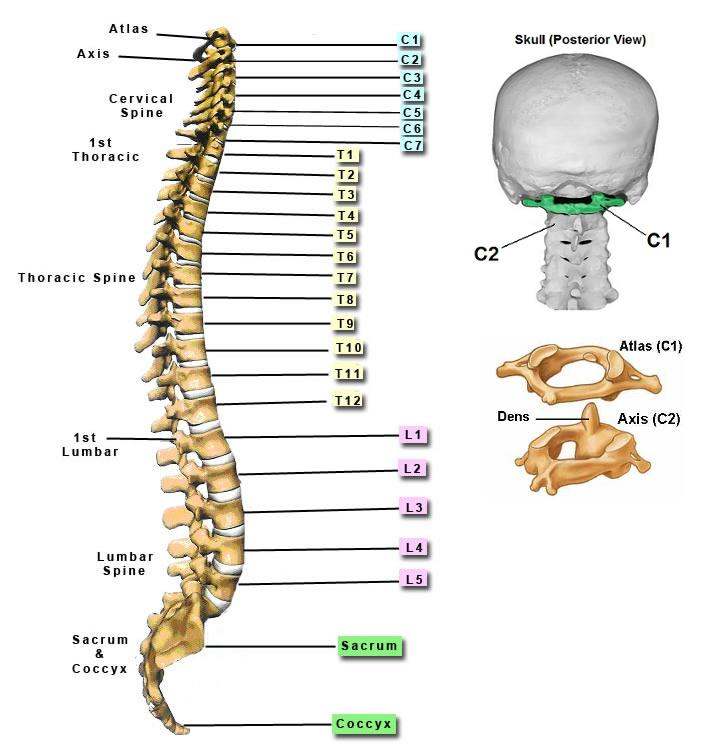 Atlas
Axis
Cervical
Spine
1st
Thoracic
Thoracic Spine
1st
Lumbar
Lumbar
Spine
Sacrum
&
Coccyx
C1
C2
C3
C4
C5
C6
C7
T1
T2
T3
T4
T5
T6
T7
T8
T9
T10
T11
T12
L1
L2
L3
L4
L5
Sacrum
Coccyx
Skull (Posterior View)
C2
C1
Atlas (C1)
Dens
Axis (C2)